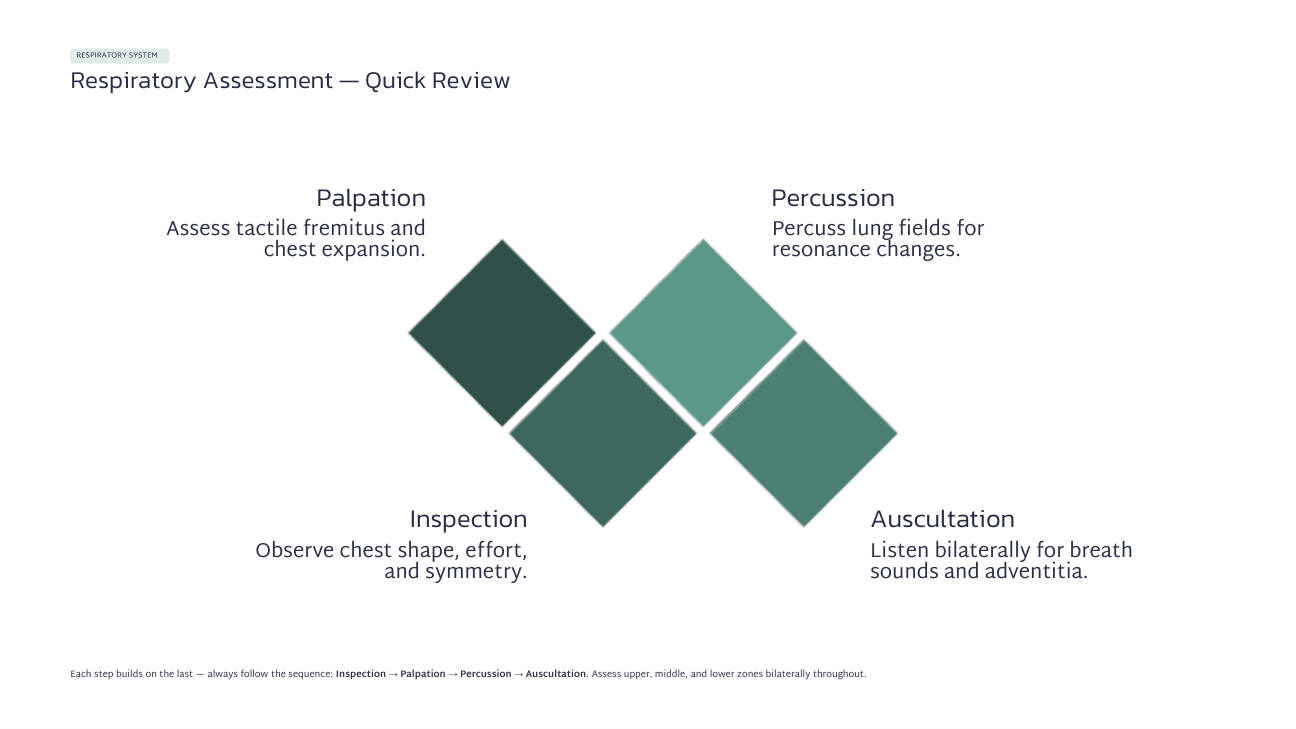 RESPIRATORY SYSTEM
Respiratory Assessment — Quick Review
Palpation
Assess tactile fremitus and
chest expansion.
Percussion
Percuss lung fields for
resonance changes.
Inspection
Observe chest shape, effort,
and symmetry.
Auscultation
Listen bilaterally for breath
sounds and adventitia.
Each step builds on the last — always follow the sequence: Inspection → Palpation → Percussion → Auscultation. Assess upper, middle, and lower zones bilaterally throughout.